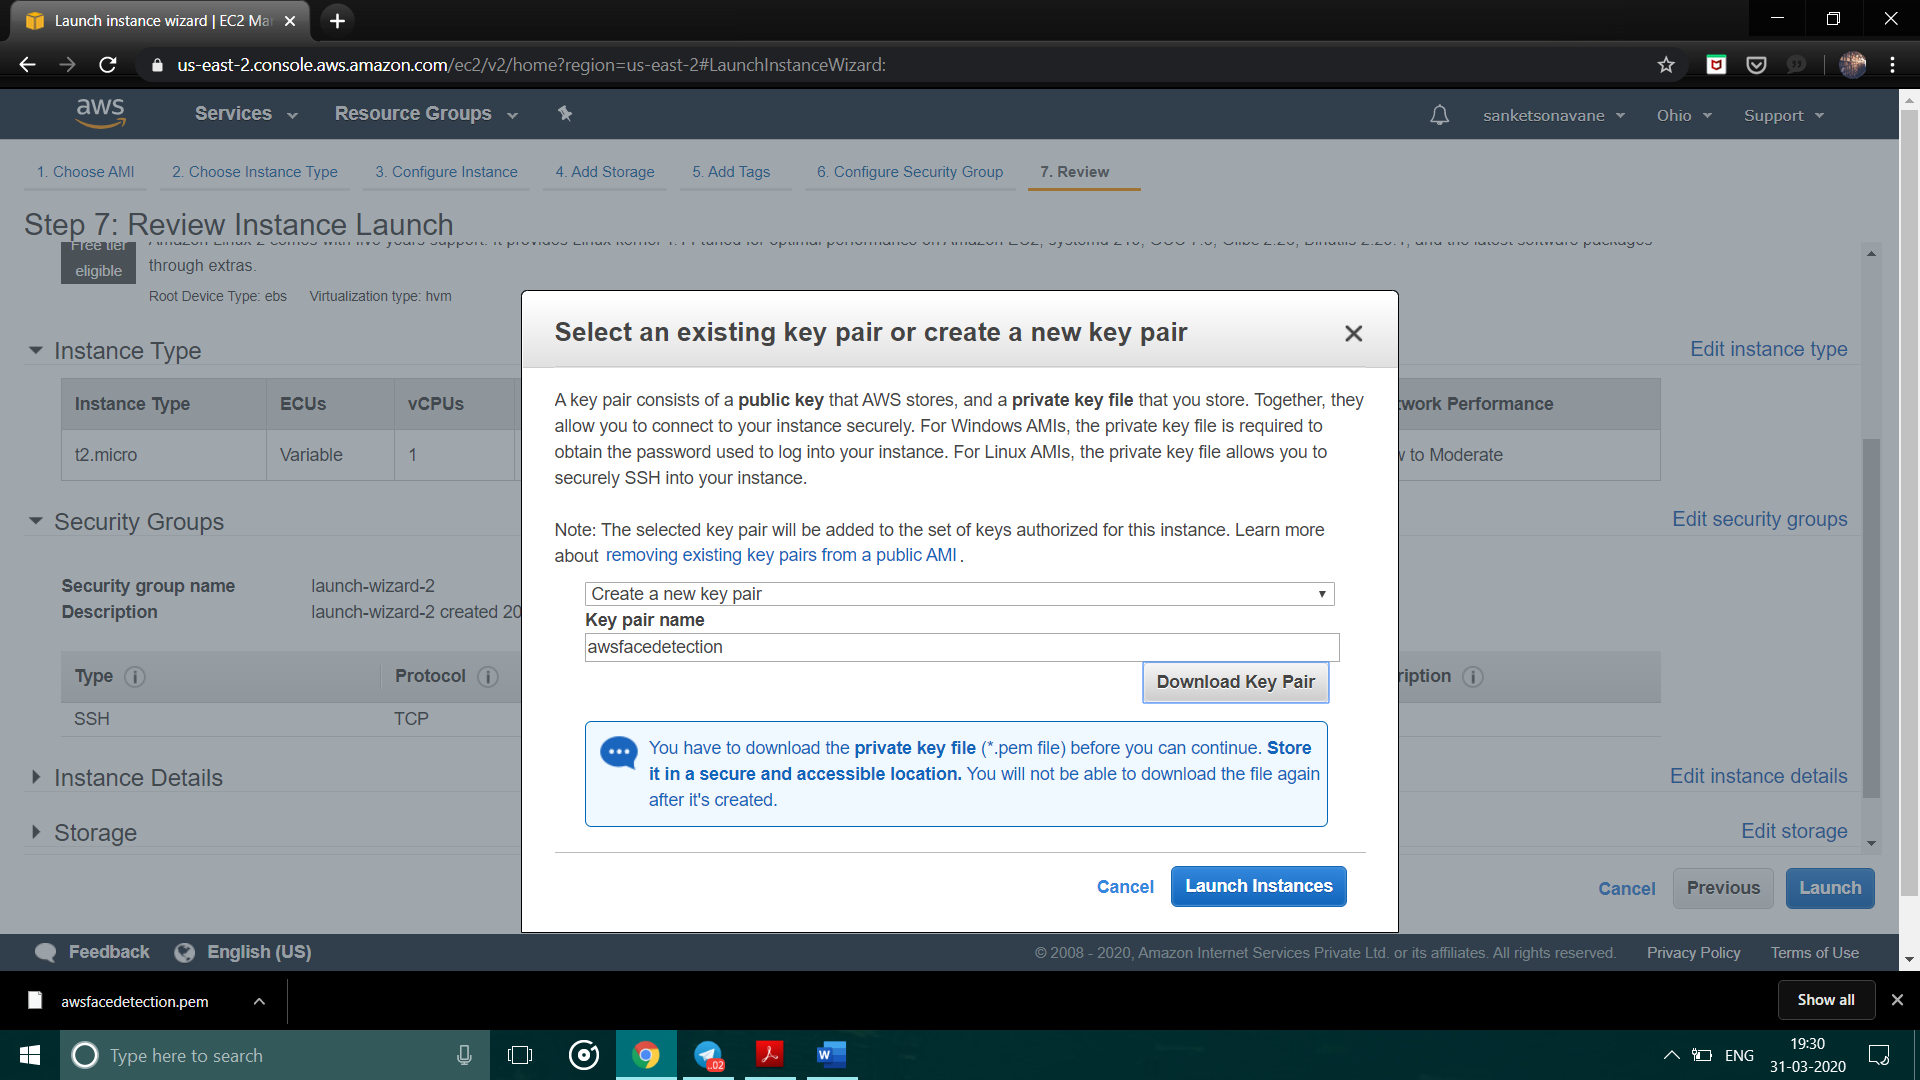 Launch instance wizard | EC2 Mar
us-east-2.console.aws.amazon.com/ec2/v2/home?region=us-east-2#LaunchInstanceWizard:
aws
Services
Resource Groups
sanketsonavane
Ohio
Support
1. Choose AMI
2. Choose Instance Type
3. Configure Instance
4. Add Storage
5. Add Tags
6. Configure Security Group
7. Review
Step 7: Review Instance Launch
Free tier
eligible
through extras.
Root Device Type: ebs Virtualization type: hvm
Instance Type
Edit instance type
Instance Type ECUs vCPUs
twork Performance
t2.micro Variable 1
to Moderate
Security Groups
Edit security groups
Security group name launch-wizard-2
Description launch-wizard-2 created 20
Type Protocol
ription
SSH TCP
Instance Details
Edit instance details
Storage
Edit storage
Cancel
Previous
Launch
Select an existing key pair or create a new key pair
A key pair consists of a public key that AWS stores, and a private key file that you store. Together, they
allow you to connect to your instance securely. For Windows AMIs, the private key file is required to
obtain the password used to log into your instance. For Linux AMIs, the private key file allows you to
securely SSH into your instance.
Note: The selected key pair will be added to the set of keys authorized for this instance. Learn more
about removing existing key pairs from a public AMI .
Create a new key pair
Key pair name
awsfacedetection
Download Key Pair
You have to download the private key file (*.pem file) before you can continue. Store
it in a secure and accessible location. You will not be able to download the file again
after it's created.
Cancel
Launch Instances
Feedback
English (US)
© 2008 - 2020, Amazon Internet Services Private Ltd. or its affiliates. All rights reserved.
Privacy Policy
Terms of Use
awsfacedetection.pem
Show all
Type here to search
..02
ENG
19:30
31-03-2020